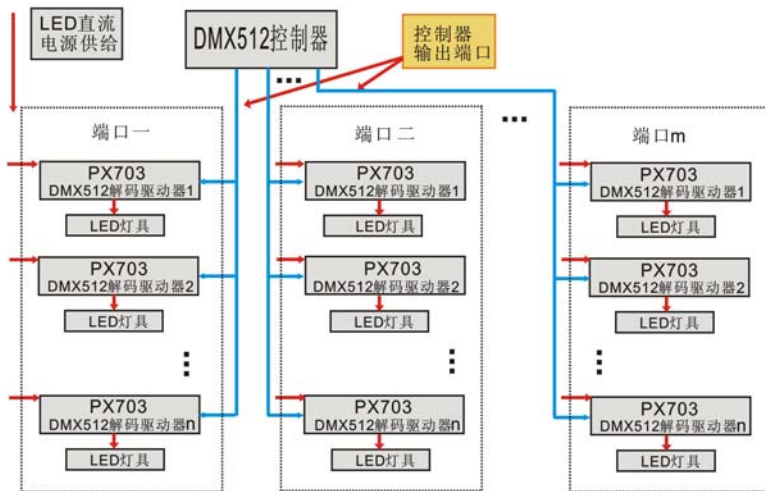 LED直流
电源供给
DMX512控制器
控制器
输出端口
端口一
PX703
DMX512解码驱动器1
LED灯具
PX703
DMX512解码驱动器2
LED灯具
PX703
DMX512解码驱动器n
LED灯具
端口二
PX703
DMX512解码驱动器1
LED灯具
PX703
DMX512解码驱动器2
LED灯具
PX703
DMX512解码驱动器n
LED灯具
端口m
PX703
DMX512解码驱动器1
LED灯具
PX703
DMX512解码驱动器2
LED灯具
PX703
DMX512解码驱动器n
LED灯具